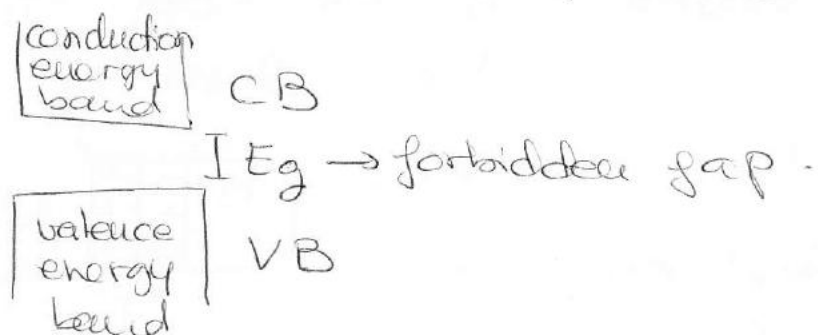 conduction
energy
band
CB
I Eg → forbidden gap.
valence
energy
band
VB